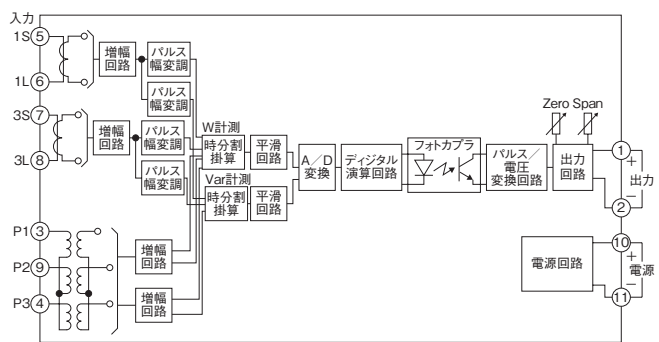 入力
1S 5
1L 6
3S 7
3L 8
P1 3
P2 9
P3 4
増幅
回路
パルス
幅変調
パルス
幅変調
増幅
回路
パルス
幅変調
パルス
幅変調
増幅
回路
増幅
回路
W計測
時分割
掛算
平滑
回路
Var計測
時分割
掛算
平滑
回路
A/D
変換
ディジタル
演算回路
フォトカプラ
パルス/
電圧
変換回路
Zero Span
出力
回路
1
+
出力
−
2
電源回路
10
+
電源
−
11